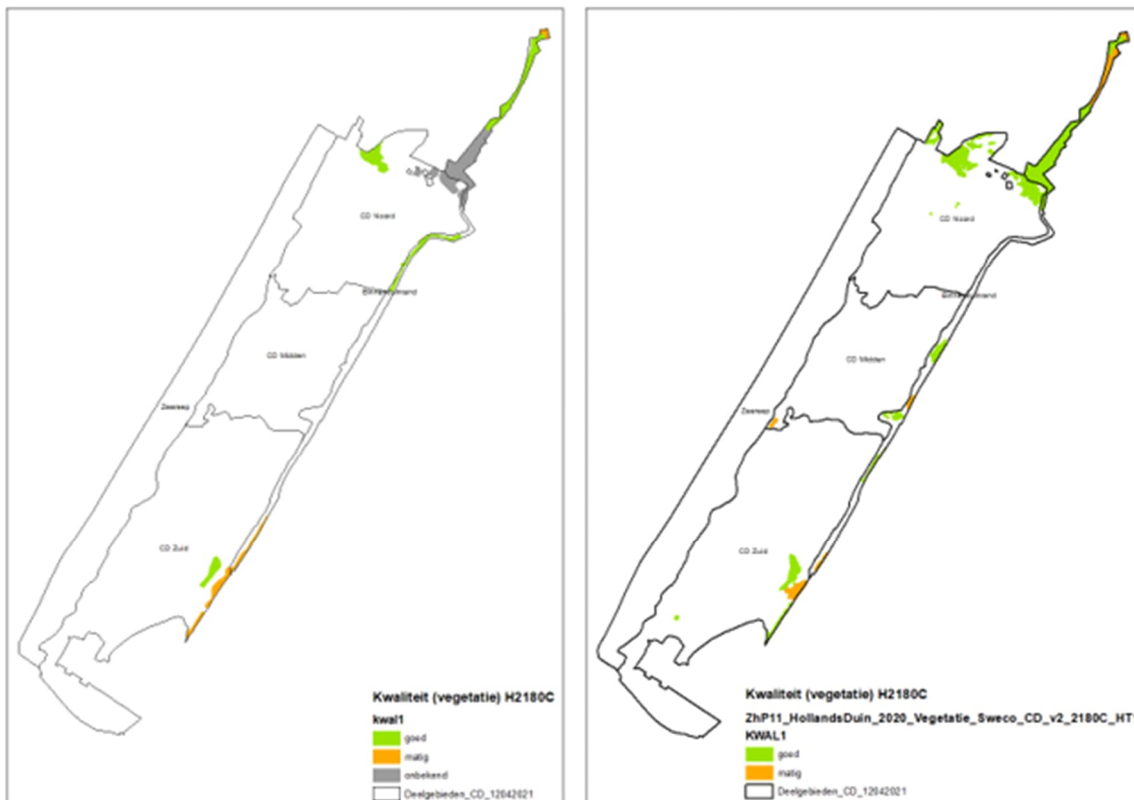 CD Noord
CD Midden
Zeereep
CD Zuid
Kwaliteit (vegetatie) H2180C
kwal1
goed
matig
onbekend
Deelgebieden_CD_12042021
CD Noord
CD Midden
Zeereep
CD Zuid
Kwaliteit (vegetatie) H2180C
ZhP11_HollandsDuin_2020_Vegetatie_Sweco_CD_v2_2180C_HT
KWAL1
goed
matig
Deelgebieden_CD_12042021